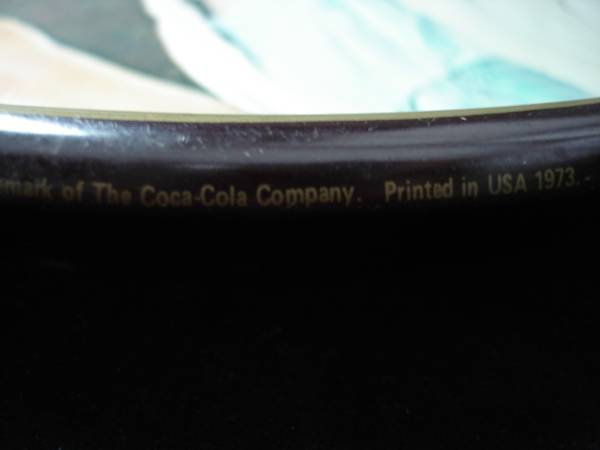 mark of The Coca-Cola Company. Printed in USA 1973.